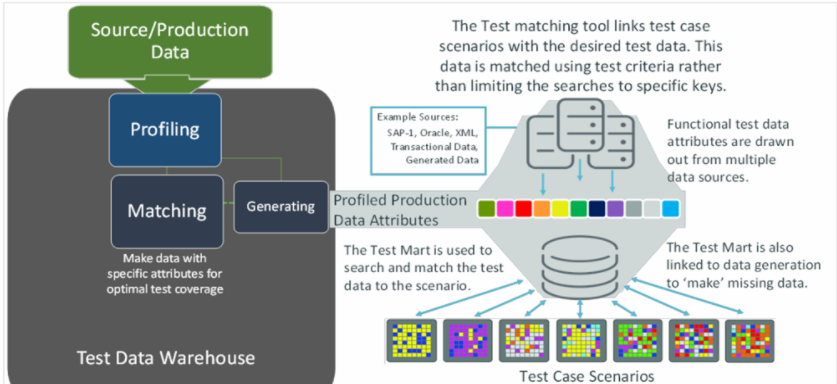 Source/Production
Data
Profiling
Matching
Generating
Make data with
specific attributes for
optimal test coverage
Test Data Warehouse
The Test matching tool links test case
scenarios with the desired test data. This
data is matched using test criteria rather
than limiting the searches to specific keys.
Example Sources:
SAP-1, Oracle, XML,
Transactional Data,
Generated Data
Functional test data
attributes are drawn
out from multiple
data sources.
Profiled Production
Data Attributes
The Test Mart is used to
search and match the test
data to the scenario.
The Test Mart is also
linked to data generation
to ‘make’ missing data.
Test Case Scenarios